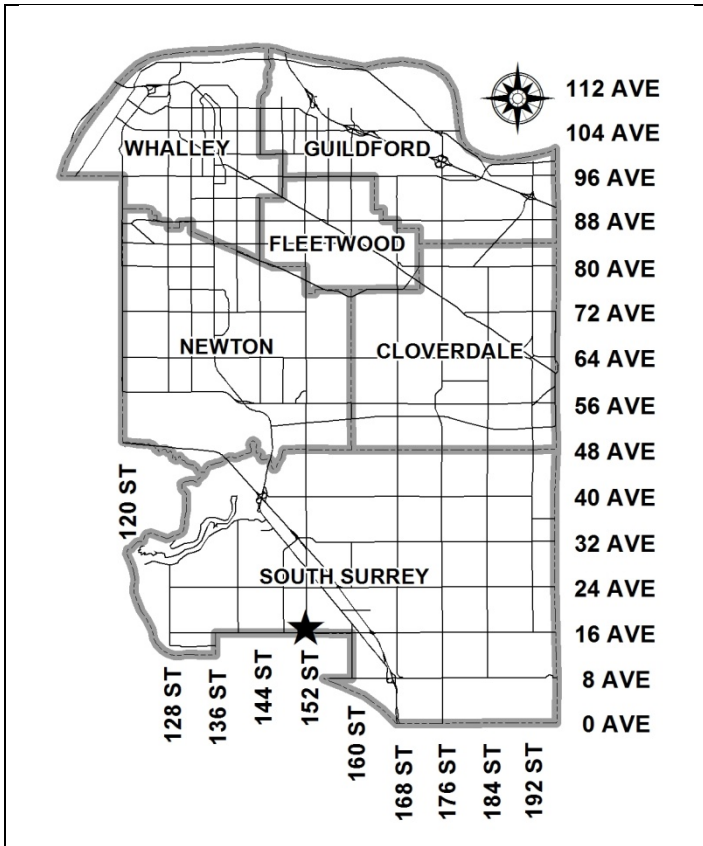 112 AVE
104 AVE
WHALLEY
GUILDFORD
96 AVE
88 AVE
FLEETWOOD
80 AVE
72 AVE
NEWTON
CLOVERDALE
64 AVE
56 AVE
48 AVE
120 ST
40 AVE
32 AVE
SOUTH SURREY
24 AVE
16 AVE
128 ST
136 ST
144 ST
152 ST
160 ST
8 AVE
0 AVE
168 ST
176 ST
184 ST
192 ST